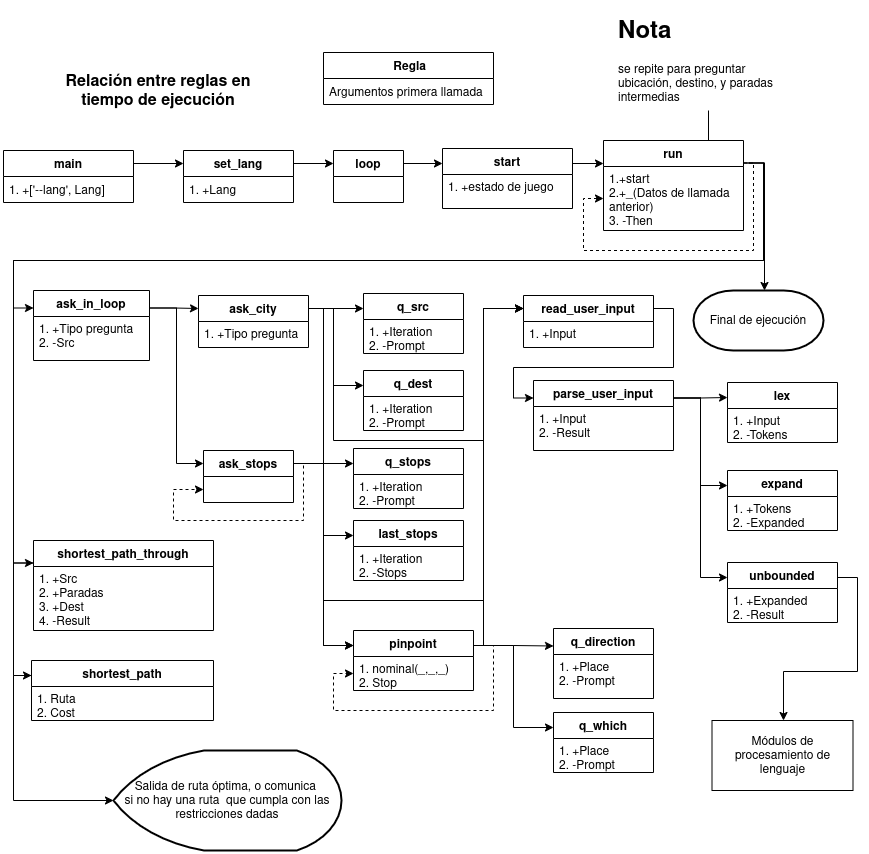 Nota
se repite para preguntar
ubicación, destino, y paradas
intermedias
Relación entre reglas en
tiempo de ejecución
Regla
Argumentos primera llamada
main
1. +['--lang', Lang]
set_lang
1. +Lang
loop
start
1. +estado de juego
run
1.+start
2.+_(Datos de llamada
anterior)
3. -Then
ask_in_loop
1. +Tipo pregunta
2. -Src
ask_city
1. +Tipo pregunta
q_src
1. +Iteration
2. -Prompt
read_user_input
1. +Input
Final de ejecución
q_dest
1. +Iteration
2. -Prompt
parse_user_input
1. +Input
2. -Result
lex
1. +Input
2. -Tokens
ask_stops
q_stops
1. +Iteration
2. -Prompt
expand
1. +Tokens
2. -Expanded
last_stops
1. +Iteration
2. -Stops
shortest_path_through
1. +Src
2. +Paradas
3. +Dest
4. -Result
unbounded
1. +Expanded
2. -Result
pinpoint
1. nominal(_,_,_)
2. Stop
q_direction
1. +Place
2. -Prompt
shortest_path
1. Ruta
2. Cost
q_which
1. +Place
2. -Prompt
Módulos de
procesamiento de
lenguaje
Salida de ruta óptima, o comunica
si no hay una ruta  que cumpla con las
restricciones dadas